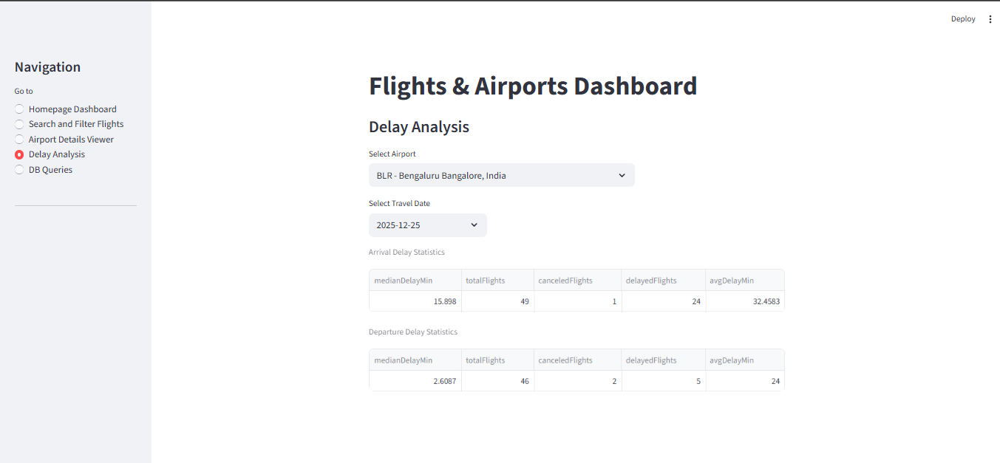 Deploy
Navigation
Go to
Homepage Dashboard
Search and Filter Flights
Airport Details Viewer
Delay Analysis
DB Queries
Flights & Airports Dashboard
Delay Analysis
Select Airport
BLR - Bengaluru Bangalore, India
Select Travel Date
2025-12-25
Arrival Delay Statistics
medianDelayMin totalFlights canceledFlights delayedFlights avgDelayMin
15.898 49 1 24 32.4583
Departure Delay Statistics
medianDelayMin totalFlights canceledFlights delayedFlights avgDelayMin
2.6087 46 2 5 24